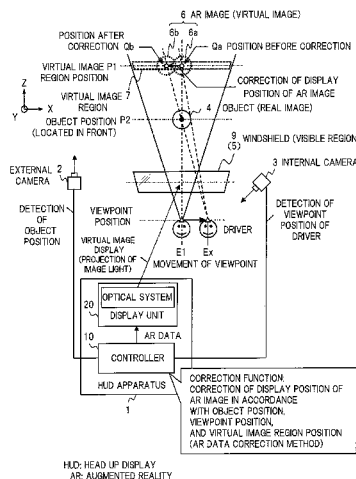 6 AR IMAGE (VIRTUAL IMAGE)
6b 6a
POSITION AFTER CORRECTION Qb
Qa POSITION BEFORE CORRECTION
VIRTUAL IMAGE P1 REGION POSITION
CORRECTION OF DISPLAY POSITION OF AR IMAGE
VIRTUAL IMAGE 7 REGION
Z
X
Y
4
OBJECT (REAL IMAGE)
OBJECT POSITION P2 (LOCATED IN FRONT)
9 WINDSHIELD (VISIBLE REGION
(5)
EXTERNAL CAMERA
2
3 INTERNAL CAMERA
DETECTION OF OBJECT POSITION
VIEWPOINT POSITION
DRIVER
DETECTION OF VIEWPOINT POSITION OF DRIVER
VIRTUAL IMAGE DISPLAY (PROJECTION OF IMAGE LIGHT)
E1 Ex
MOVEMENT OF VIEWPOINT
OPTICAL SYSTEM
20
DISPLAY UNIT
10
AR DATA
CONTROLLER
HUD APPARATUS
1
CORRECTION FUNCTION;
CORRECTION OF DISPLAY POSITION OF
AR IMAGE IN ACCORDANCE
WITH OBJECT POSITION,
VIEWPOINT POSITION,
AND VIRTUAL IMAGE REGION POSITION
(AR DATA CORRECTION METHOD)
HUD: HEAD UP DISPLAY
AR: AUGMENTED REALITY